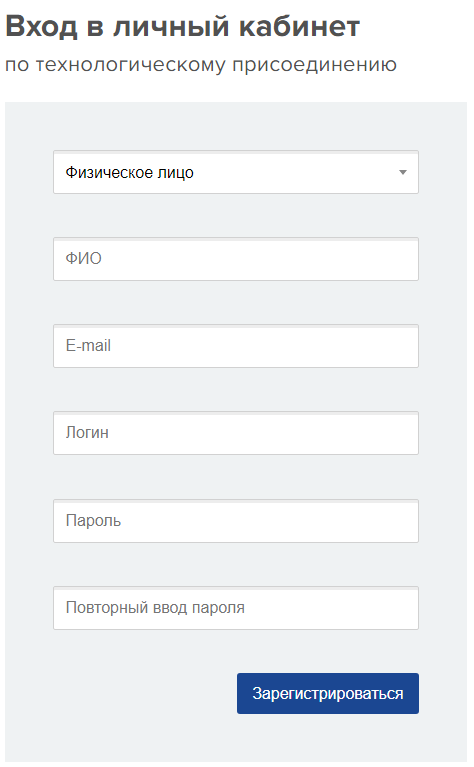 Вход в личный кабинет
по технологическому присоединению
Физическое лицо
ФИО
E-mail
Логин
Пароль
Повторный ввод пароля
Зарегистрироваться